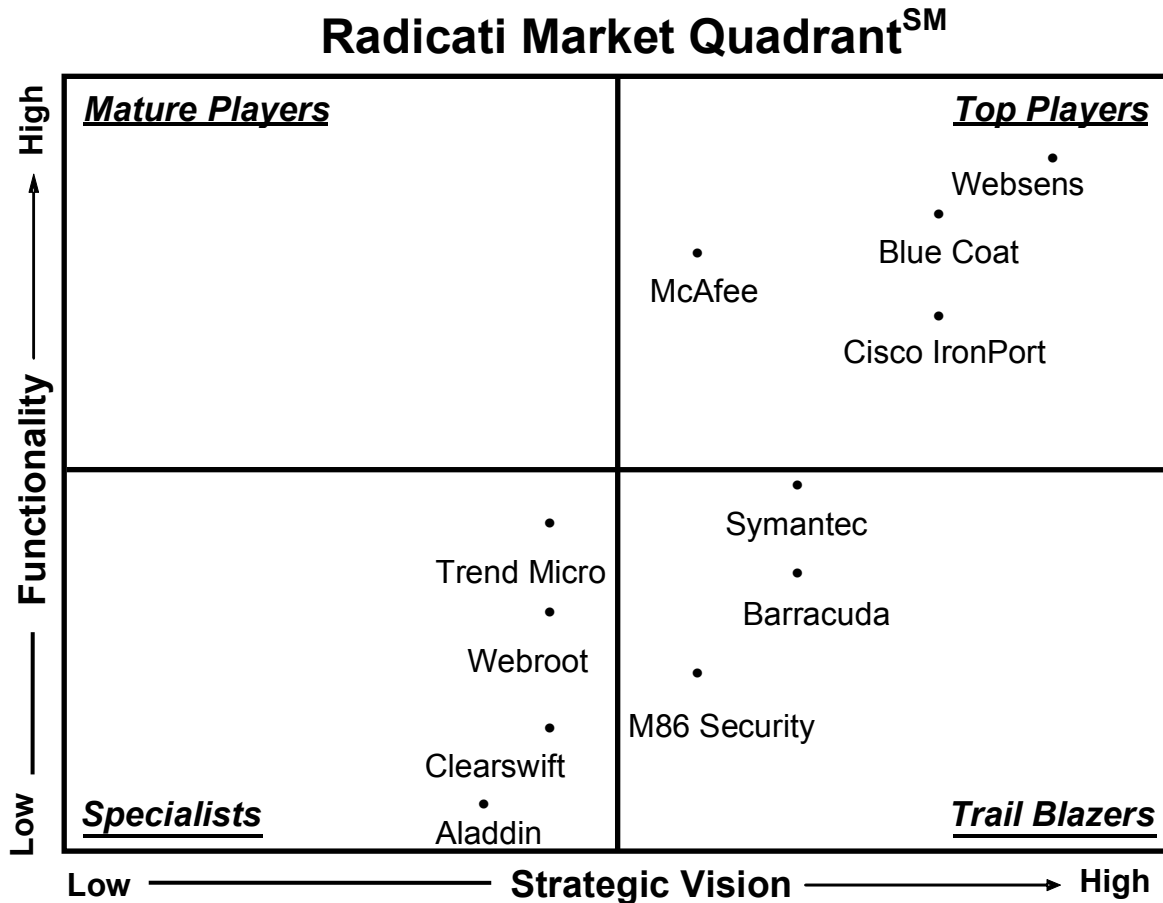 Radicati Market Quadrant SM
Mature Players
Top Players
Websens
Blue Coat
McAfee
Cisco IronPort
Symantec
Trend Micro
Barracuda
Webroot
M86 Security
Clearswift
Aladdin
Specialists
Trail Blazers
High
Functionality
Low
Low
Strategic Vision
High